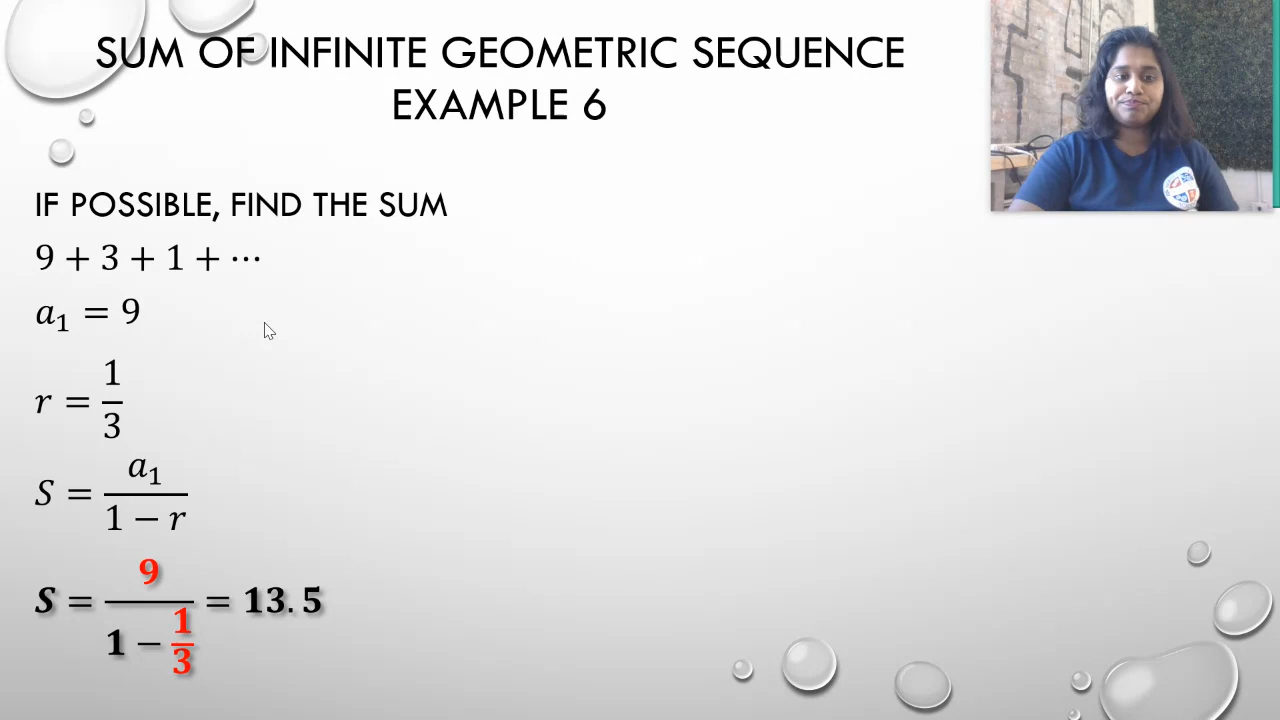 SUM OF INFINITE GEOMETRIC SEQUENCE
EXAMPLE 6
IF POSSIBLE, FIND THE SUM
9 + 3 + 1 + ⋯
a₁ = 9
r = 1/3
S = a₁/(1 − r)
S = 9/(1 − 1/3) = 13.5